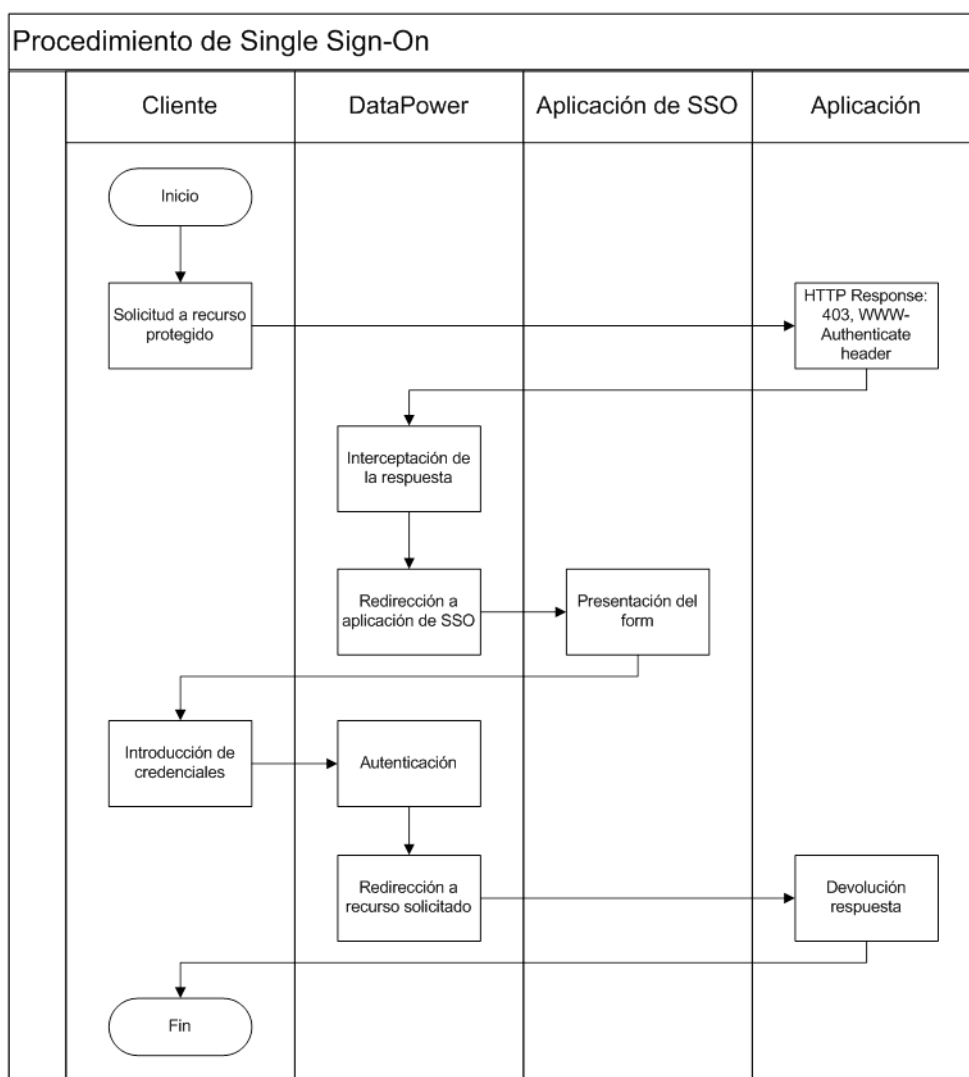 Procedimiento de Single Sign-On
Cliente
DataPower
Aplicación de SSO
Aplicación
Inicio
Solicitud a recurso
protegido
HTTP Response:
403, WWW-
Authenticate
header
Interceptación de
la respuesta
Redirección a
aplicación de SSO
Presentación del
form
Introducción de
credenciales
Autenticación
Redirección a
recurso solicitado
Devolución
respuesta
Fin